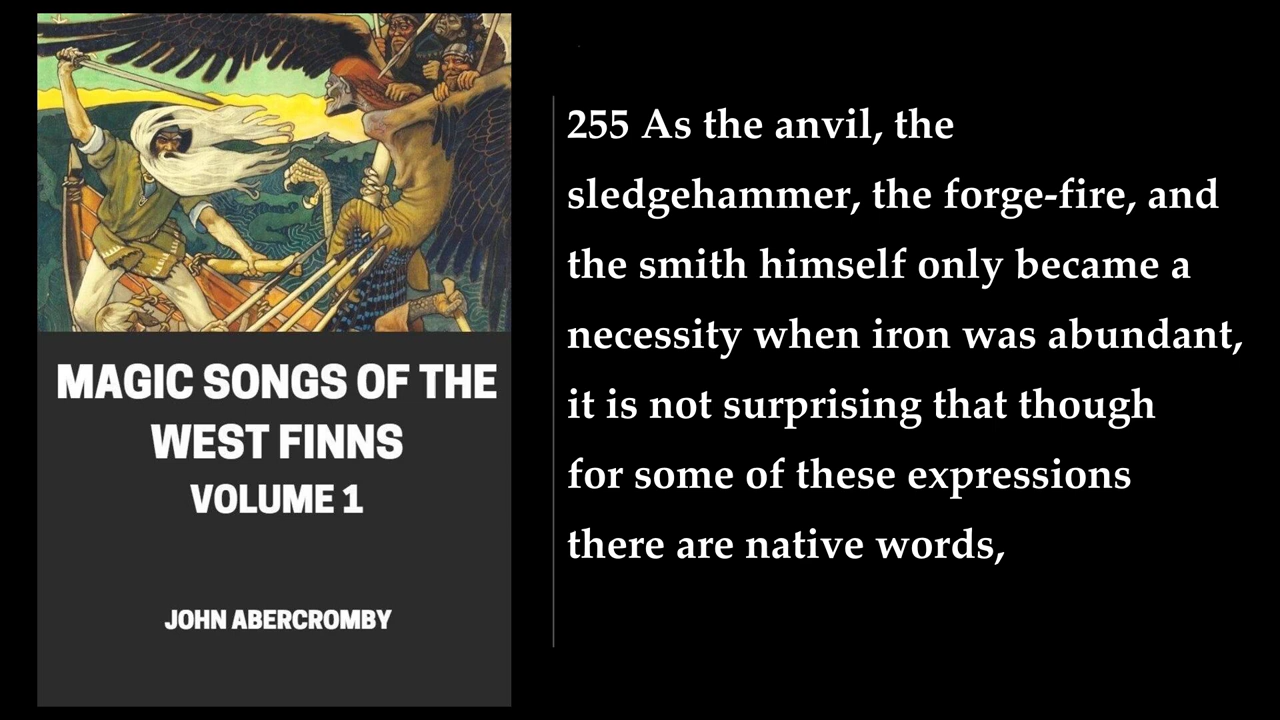 MAGIC SONGS OF THE
WEST FINNS
VOLUME 1
JOHN ABERCROMBY
255 As the anvil, the
sledgehammer, the forge-fire, and
the smith himself only became a
necessity when iron was abundant,
it is not surprising that though
for some of these expressions
there are native words,